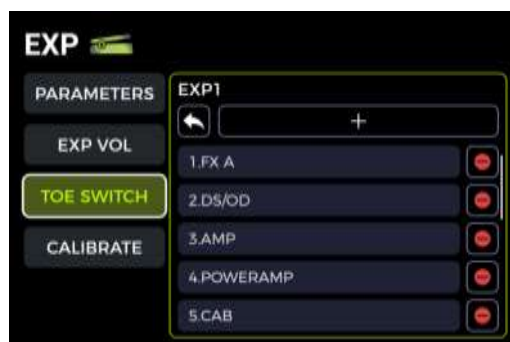 EXP
PARAMETERS
EXP VOL
TOE SWITCH
CALIBRATE
EXP1
+
1.FX A
2.DS/OD
3.AMP
4.POWERAMP
5.CAB